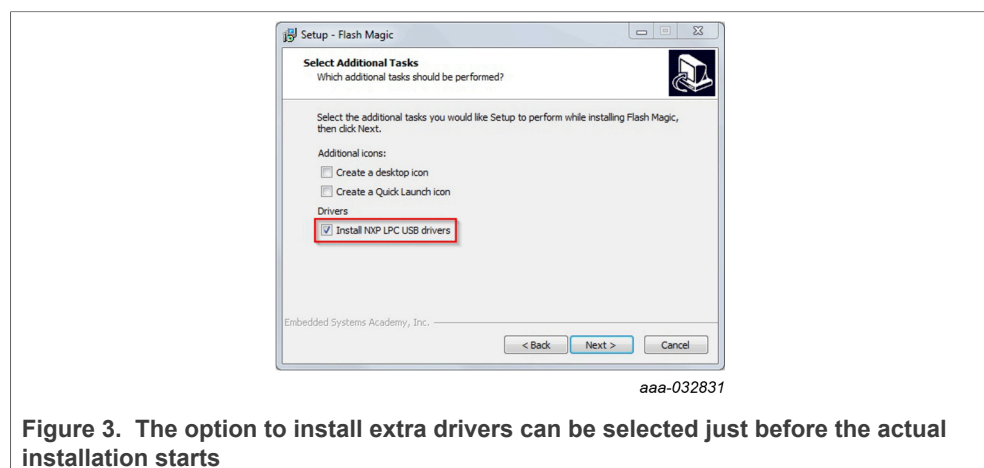 Setup - Flash Magic
Select Additional Tasks
Which additional tasks should be performed?
Select the additional tasks you would like Setup to perform while installing Flash Magic,
then click Next.
Additional icons:
Create a desktop icon
Create a Quick Launch icon
Drivers
Install NXP LPC USB drivers
Embedded Systems Academy, Inc.
< Back
Next >
Cancel
aaa-032831
Figure 3. The option to install extra drivers can be selected just before the actual
installation starts